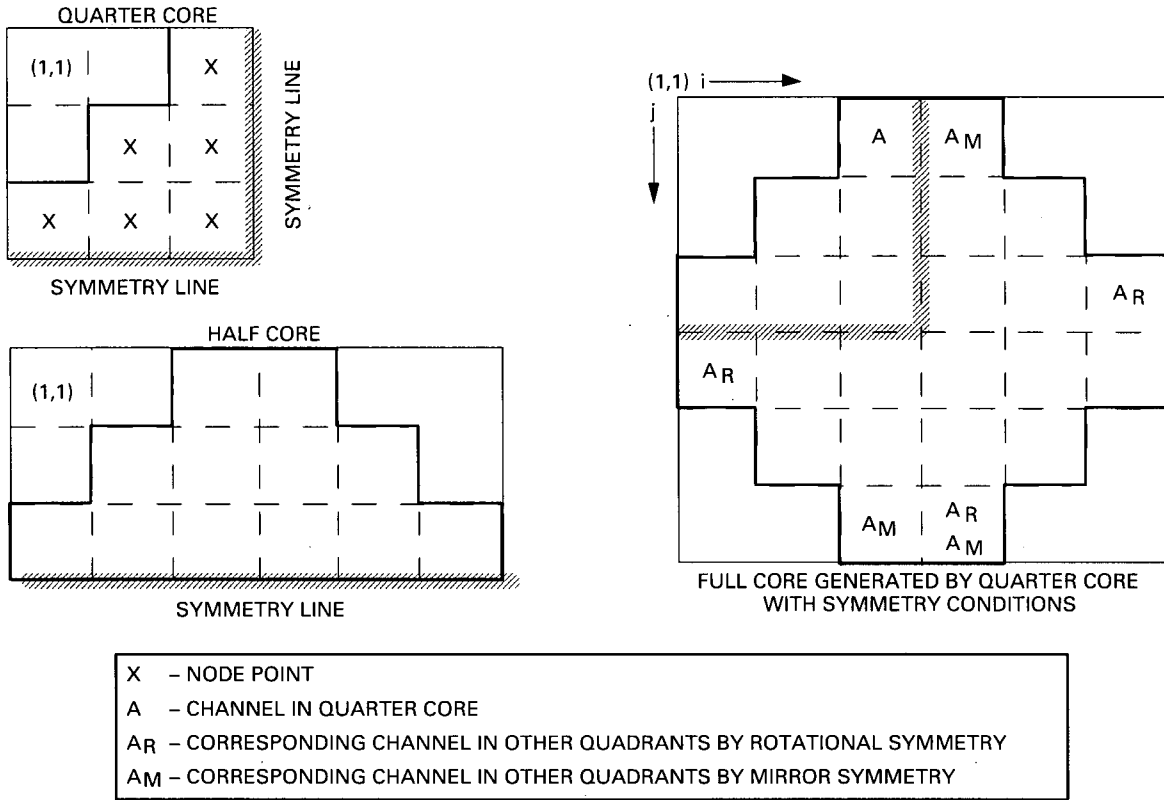 QUARTER CORE
(1,1)
X
X X
X X X
SYMMETRY LINE
SYMMETRY LINE
HALF CORE
(1,1)
SYMMETRY LINE
(1,1) i
j
A AM
AR
AR
AM AR
AM
FULL CORE GENERATED BY QUARTER CORE
WITH SYMMETRY CONDITIONS
X – NODE POINT
A – CHANNEL IN QUARTER CORE
AR – CORRESPONDING CHANNEL IN OTHER QUADRANTS BY ROTATIONAL SYMMETRY
AM – CORRESPONDING CHANNEL IN OTHER QUADRANTS BY MIRROR SYMMETRY